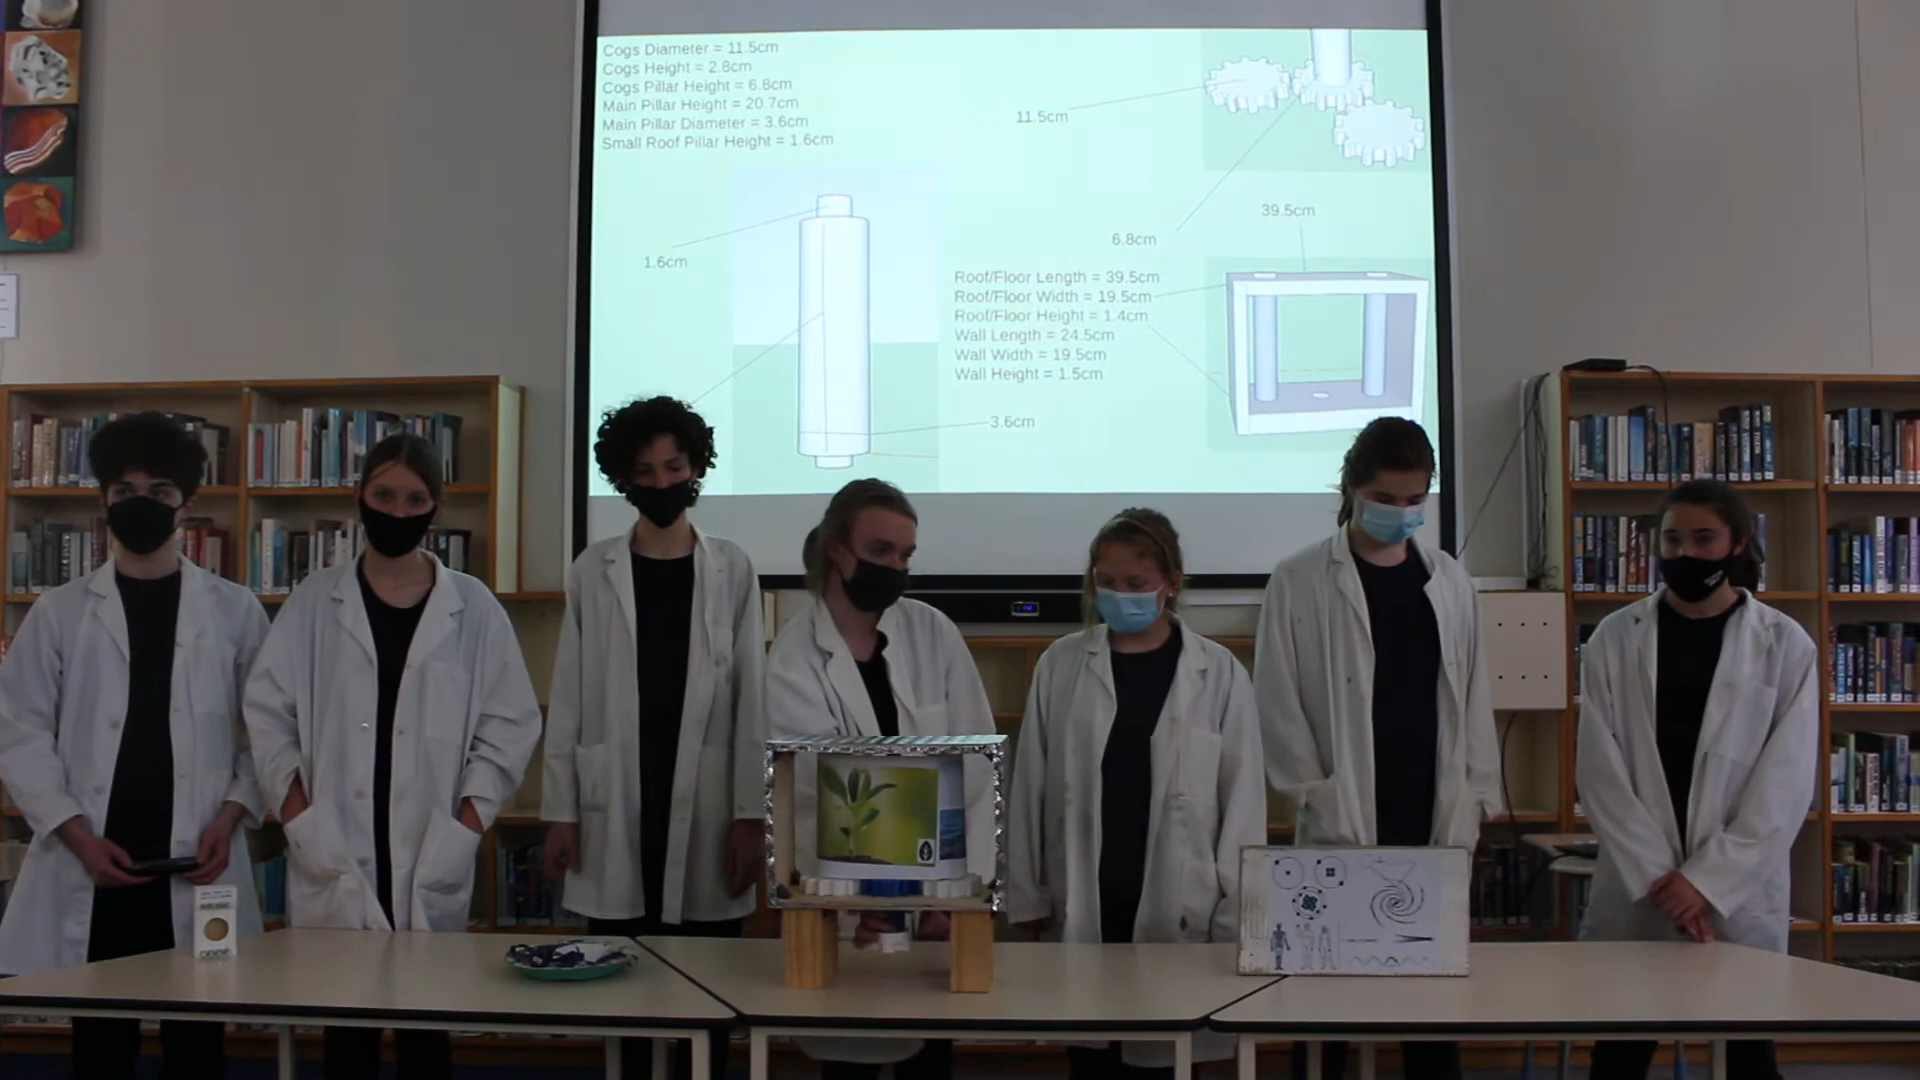 Cogs Diameter = 11.5cm
Cogs Height = 2.8cm
Cogs Pillar Height = 6.8cm
Main Pillar Height = 20.7cm
Main Pillar Diameter = 3.6cm
Small Roof Pillar Height = 1.6cm
11.5cm
39.5cm
6.8cm
1.6cm
Roof/Floor Length = 39.5cm
Roof/Floor Width = 19.5cm
Roof/Floor Height = 1.4cm
Wall Length = 24.5cm
Wall Width = 19.5cm
Wall Height = 1.5cm
3.6cm